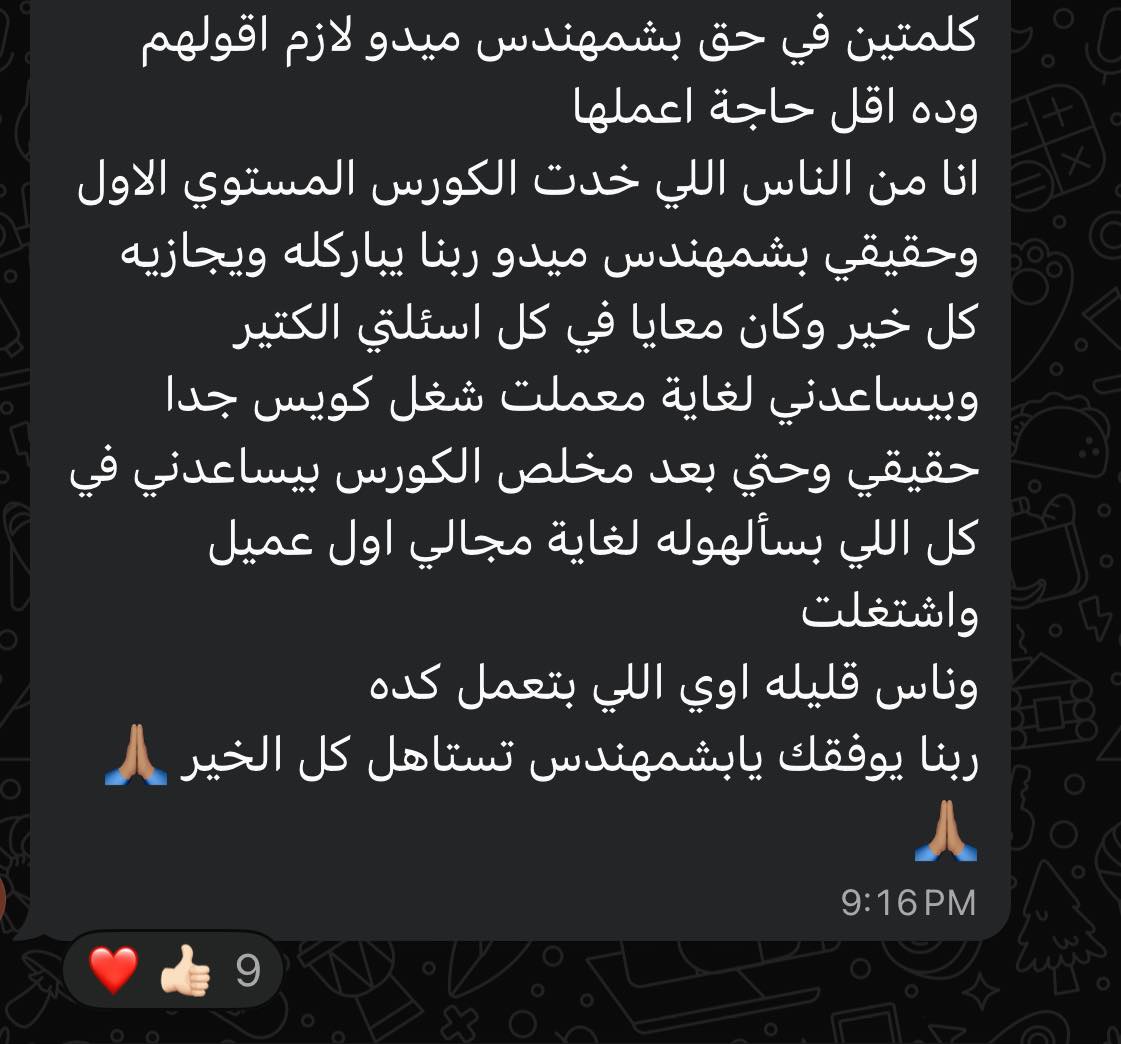 كلمتين في حق بشمهندس ميدو لازم اقولهم
وده اقل حاجة اعملها
انا من الناس اللي خدت الكورس المستوي الاول
وحقيقي بشمهندس ميدو ربنا يباركله ويجازيه
كل خير وكان معايا في كل اسئلتي الكتير
وبيساعدني لغاية معملت شغل كويس جدا
حقيقي وحتي بعد مخلص الكورس بيساعدني في
كل اللي بسألهوله لغاية مجالي اول عميل
واشتغلت
وناس قليله اوي اللي بتعمل كده
ربنا يوفقك يابشمهندس تستاهل كل الخير 🙏🏽
🙏🏽
9:16 PM
❤️ 👍🏻 9